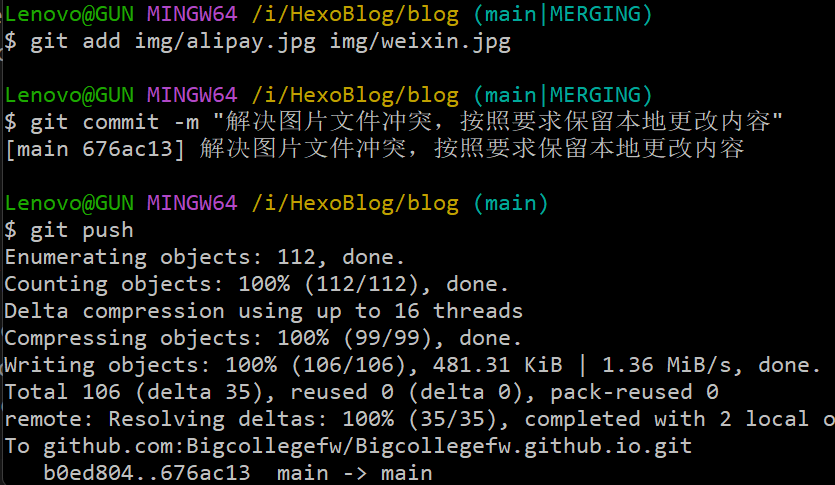 Lenovo@GUN MINGW64 /i/HexoBlog/blog (main|MERGING)
$ git add img/alipay.jpg img/weixin.jpg
Lenovo@GUN MINGW64 /i/HexoBlog/blog (main|MERGING)
$ git commit -m "解决图片文件冲突，按照要求保留本地更改内容"
[main 676ac13] 解决图片文件冲突，按照要求保留本地更改内容
Lenovo@GUN MINGW64 /i/HexoBlog/blog (main)
$ git push
Enumerating objects: 112, done.
Counting objects: 100% (112/112), done.
Delta compression using up to 16 threads
Compressing objects: 100% (99/99), done.
Writing objects: 100% (106/106), 481.31 KiB | 1.36 MiB/s, done.
Total 106 (delta 35), reused 0 (delta 0), pack-reused 0
remote: Resolving deltas: 100% (35/35), completed with 2 local o
To github.com:Bigcollegefw/Bigcollegefw.github.io.git
b0ed804..676ac13  main -> main